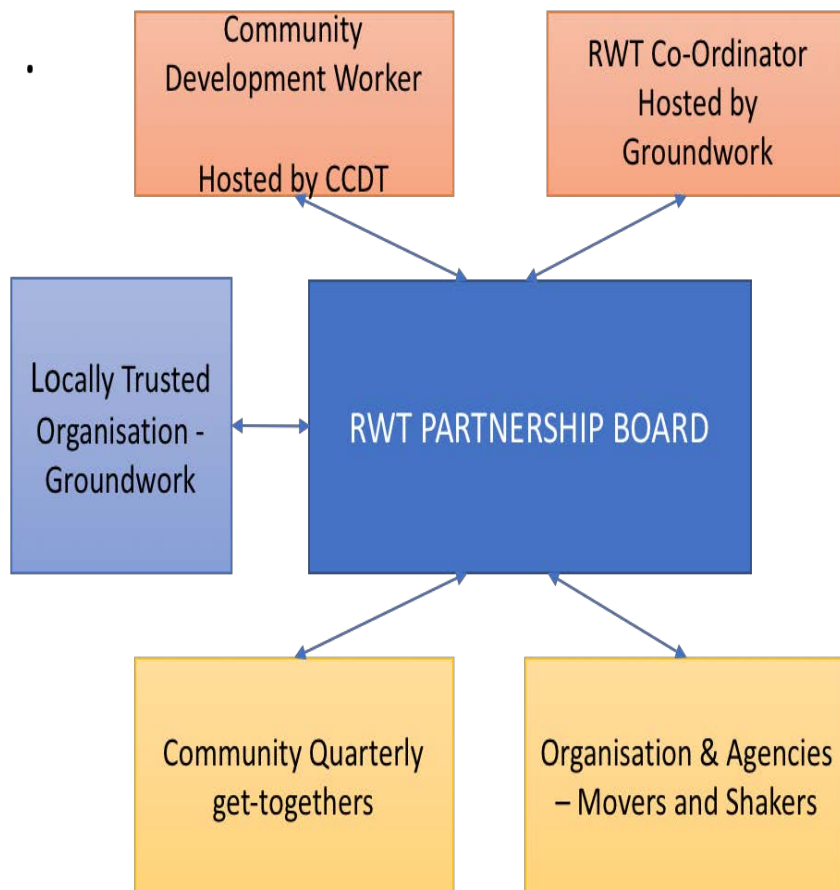 .
Community
Development Worker
Hosted by CCDT
RWT Co-Ordinator
Hosted by
Groundwork
Locally Trusted
Organisation -
Groundwork
RWT PARTNERSHIP BOARD
Community Quarterly
get-togethers
Organisation & Agencies
– Movers and Shakers